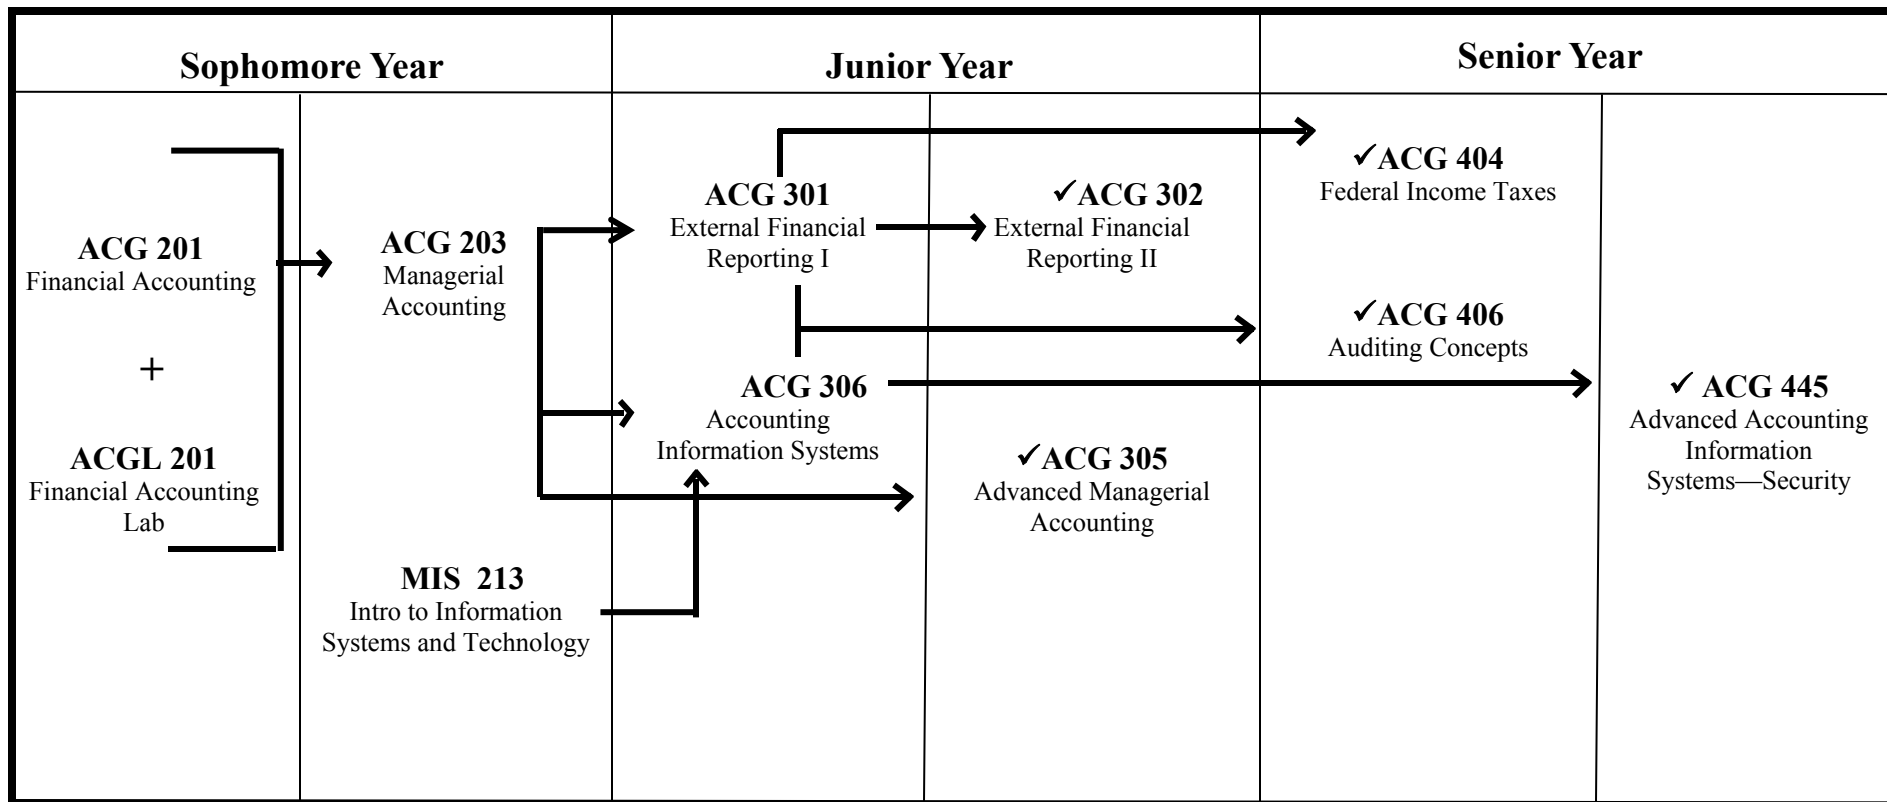 Sophomore Year
Junior Year
Senior Year
ACG 201
Financial Accounting
+
ACGL 201
Financial Accounting
Lab
ACG 203
Managerial
Accounting
MIS 213
Intro to Information
Systems and Technology
ACG 301
External Financial
Reporting I
ACG 306
Accounting
Information Systems
✓ACG 302
External Financial
Reporting II
✓ACG 305
Advanced Managerial
Accounting
✓ACG 404
Federal Income Taxes
✓ACG 406
Auditing Concepts
✓ ACG 445
Advanced Accounting
Information
Systems—Security